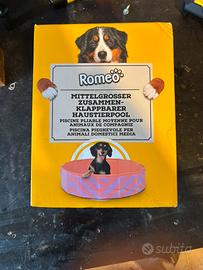 Romeo
MITTELGROSSER
ZUSAMMEN-
KLAPPBARER
HAUSTIERPOOL
PISCINE PLIABLE MOYENNE POUR
ANIMAUX DE COMPAGNIE
PISCINA PIEGHEVOLE PER
ANIMALI DOMESTICI MEDIA
subito